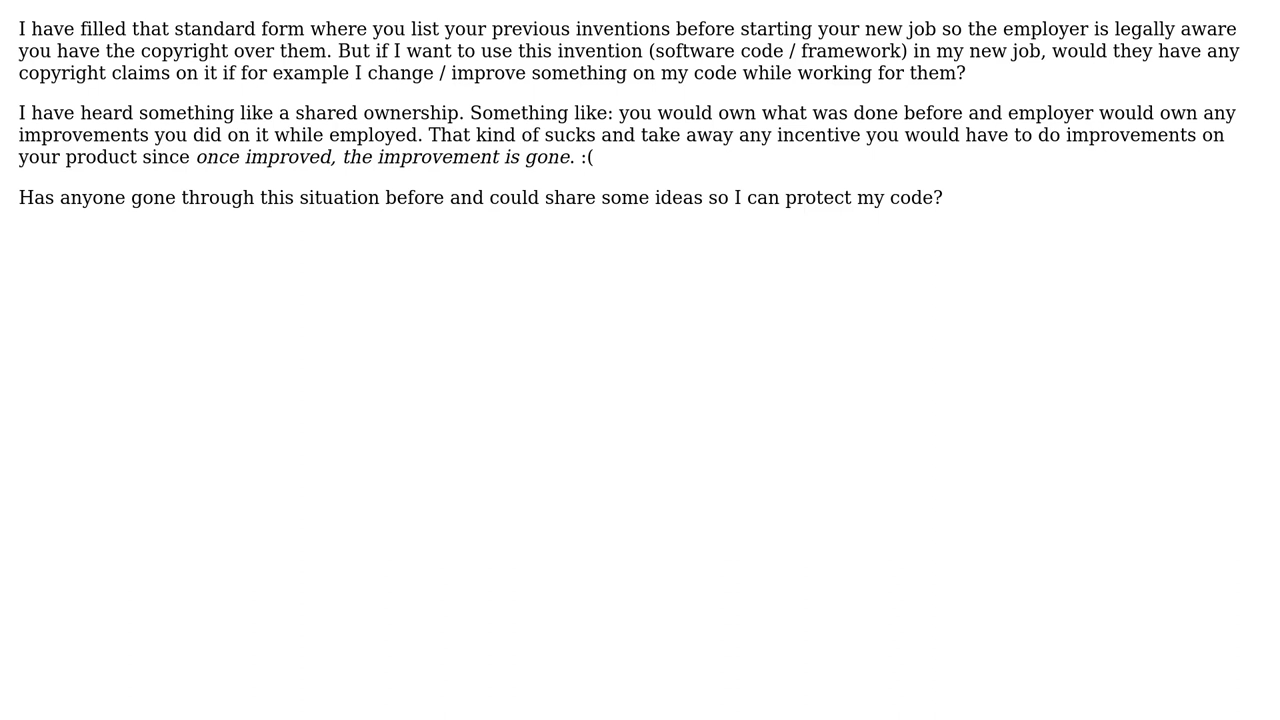 I have filled that standard form where you list your previous inventions before starting your new job so the employer is legally aware
you have the copyright over them. But if I want to use this invention (software code / framework) in my new job, would they have any
copyright claims on it if for example I change / improve something on my code while working for them?
I have heard something like a shared ownership. Something like: you would own what was done before and employer would own any
improvements you did on it while employed. That kind of sucks and take away any incentive you would have to do improvements on
your product since once improved, the improvement is gone. :(
Has anyone gone through this situation before and could share some ideas so I can protect my code?